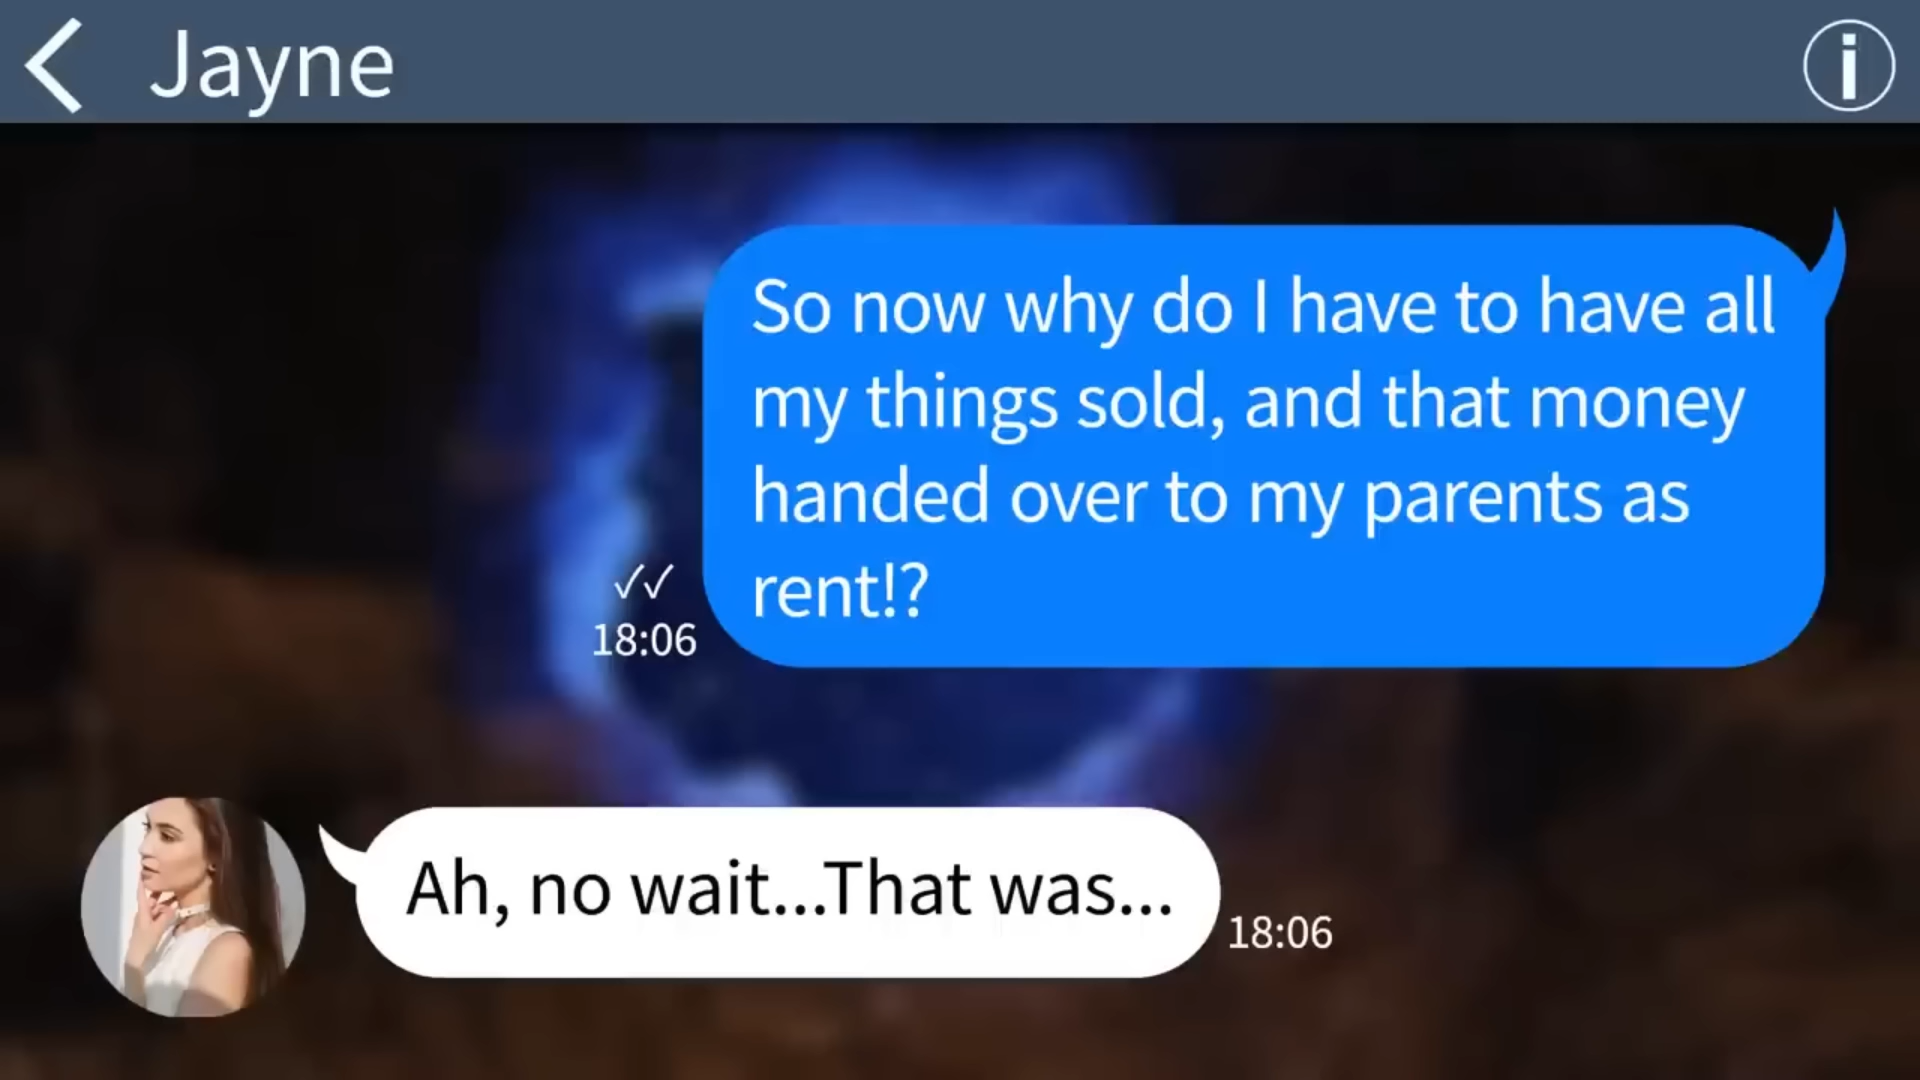 Jayne
So now why do I have to have all
my things sold, and that money
handed over to my parents as
rent!?
✓✓
18:06
Ah, no wait...That was...
18:06